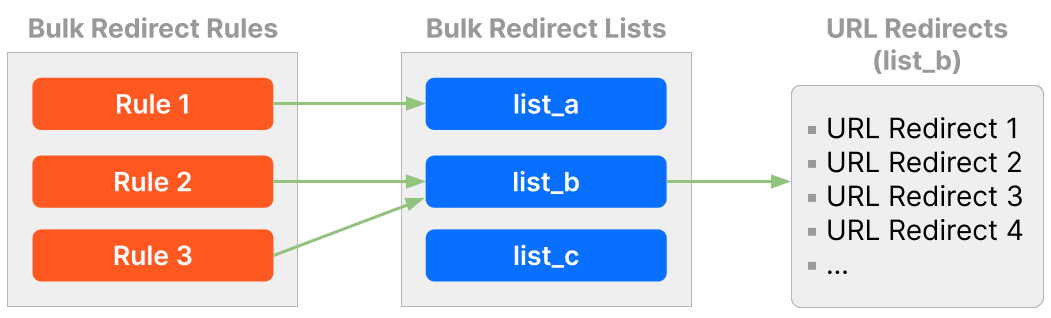 Bulk Redirect Rules
Rule 1
Rule 2
Rule 3
Bulk Redirect Lists
list_a
list_b
list_c
URL Redirects
(list_b)
URL Redirect 1
URL Redirect 2
URL Redirect 3
URL Redirect 4
...